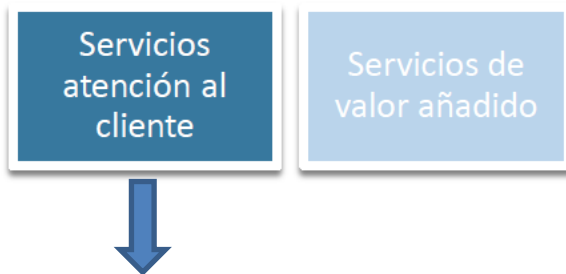 Servicios
atención al
cliente
Servicios de
valor añadido